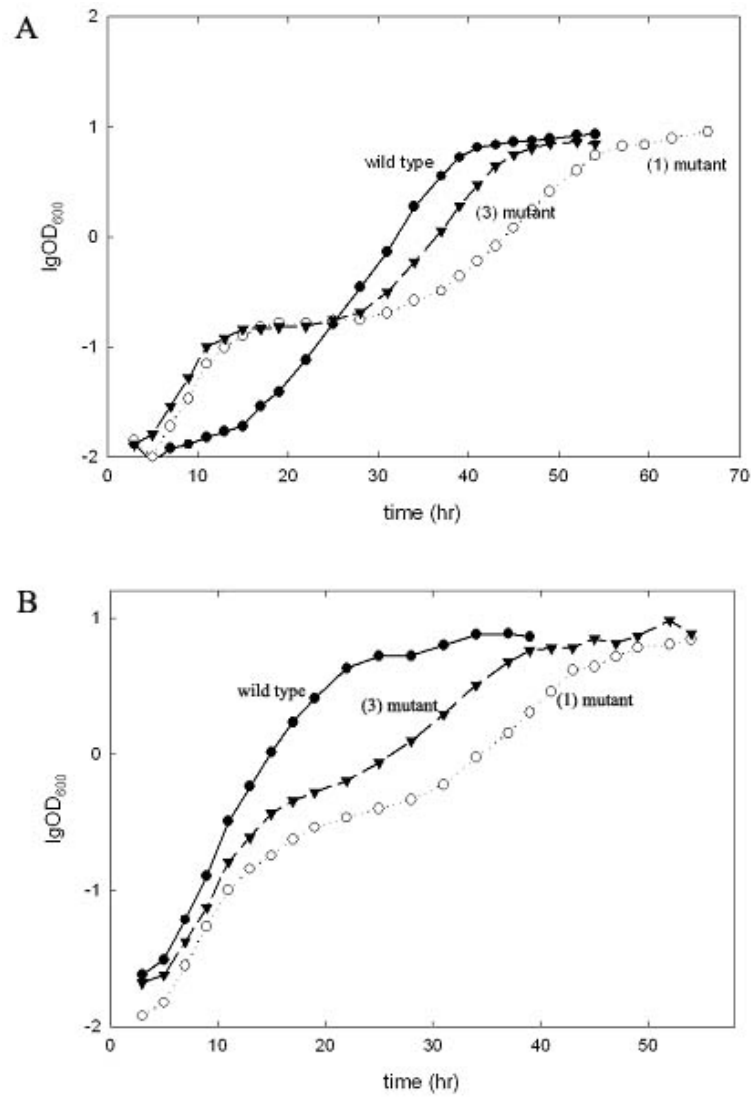 A
2
1
0
-1
-2
lgOD600
wild type
(3) mutant
(1) mutant
0 10 20 30 40 50 60 70
time (hr)
B
1
0
-1
-2
lgOD600
wild type
(3) mutant
(1) mutant
0 10 20 30 40 50
time (hr)